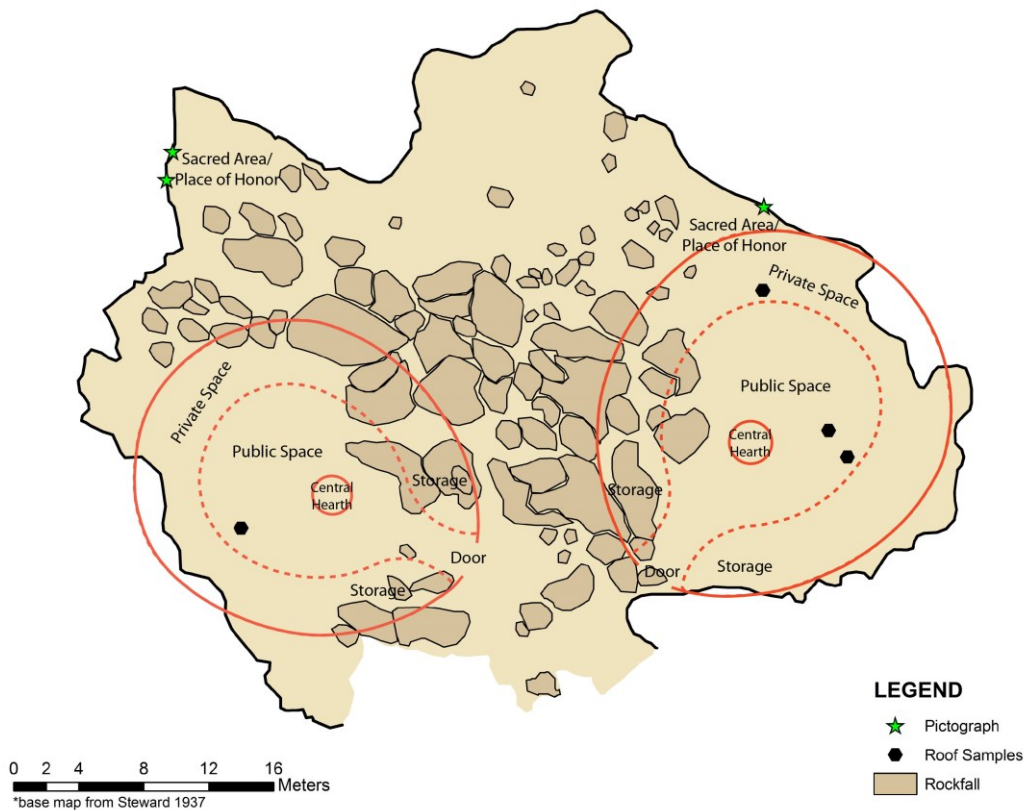 Sacred Area/
Place of Honor
Sacred Area/
Place of Honor
Private Space
Private Space
Public Space
Public Space
Central
Hearth
Central
Hearth
Storage
Storage
Door
Door
Storage
Storage
LEGEND
Pictograph
Roof Samples
Rockfall
0 2 4 8 12 16
Meters
*base map from Steward 1937